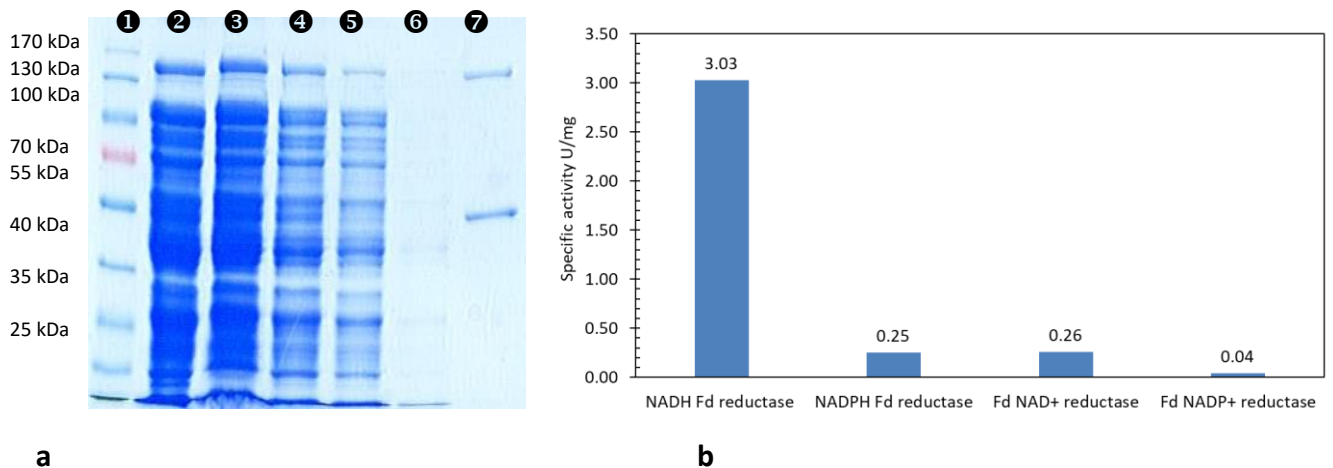 ❶ ❷ ❸ ❹ ❺ ❻ ❼
170 kDa
130 kDa
100 kDa
70 kDa
55 kDa
40 kDa
35 kDa
25 kDa
a
3.50
3.00
2.50
2.00
1.50
1.00
0.50
0.00
Specific activity U/mg
3.03
0.25
0.26
0.04
NADH Fd reductase NADPH Fd reductase Fd NAD+ reductase Fd NADP+ reductase
b